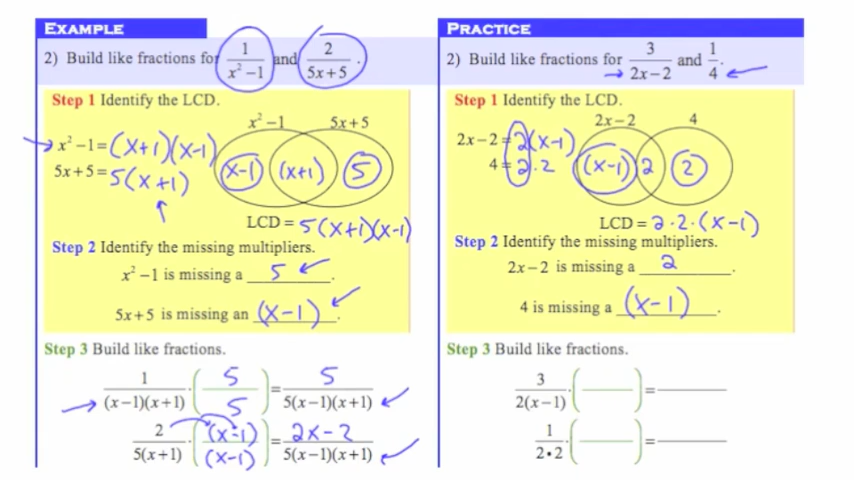 EXAMPLE
2) Build like fractions for 1/(x² − 1) and 2/(5x + 5).
Step 1 Identify the LCD.
x² − 1 5x + 5
x² − 1 = (x+1)(x-1)
5x + 5 = 5(x+1)
(x-1) (x+1) 5
LCD = 5(x+1)(x-1)
Step 2 Identify the missing multipliers.
x² − 1 is missing a 5.
5x + 5 is missing an (x-1).
Step 3 Build like fractions.
1/((x−1)(x+1)) · (5/5) = 5/(5(x−1)(x+1))
2/(5(x+1)) · ((x-1)/(x-1)) = (2x-2)/(5(x−1)(x+1))
PRACTICE
2) Build like fractions for 3/(2x − 2) and 1/4.
Step 1 Identify the LCD.
2x − 2 4
2x − 2 = 2(x-1)
4 = 2·2
(x-1) 2 2
LCD = 2·2·(x-1)
Step 2 Identify the missing multipliers.
2x − 2 is missing a 2.
4 is missing a (x-1).
Step 3 Build like fractions.
3/(2(x−1)) · (___) = ___
1/(2•2) · (___) = ___